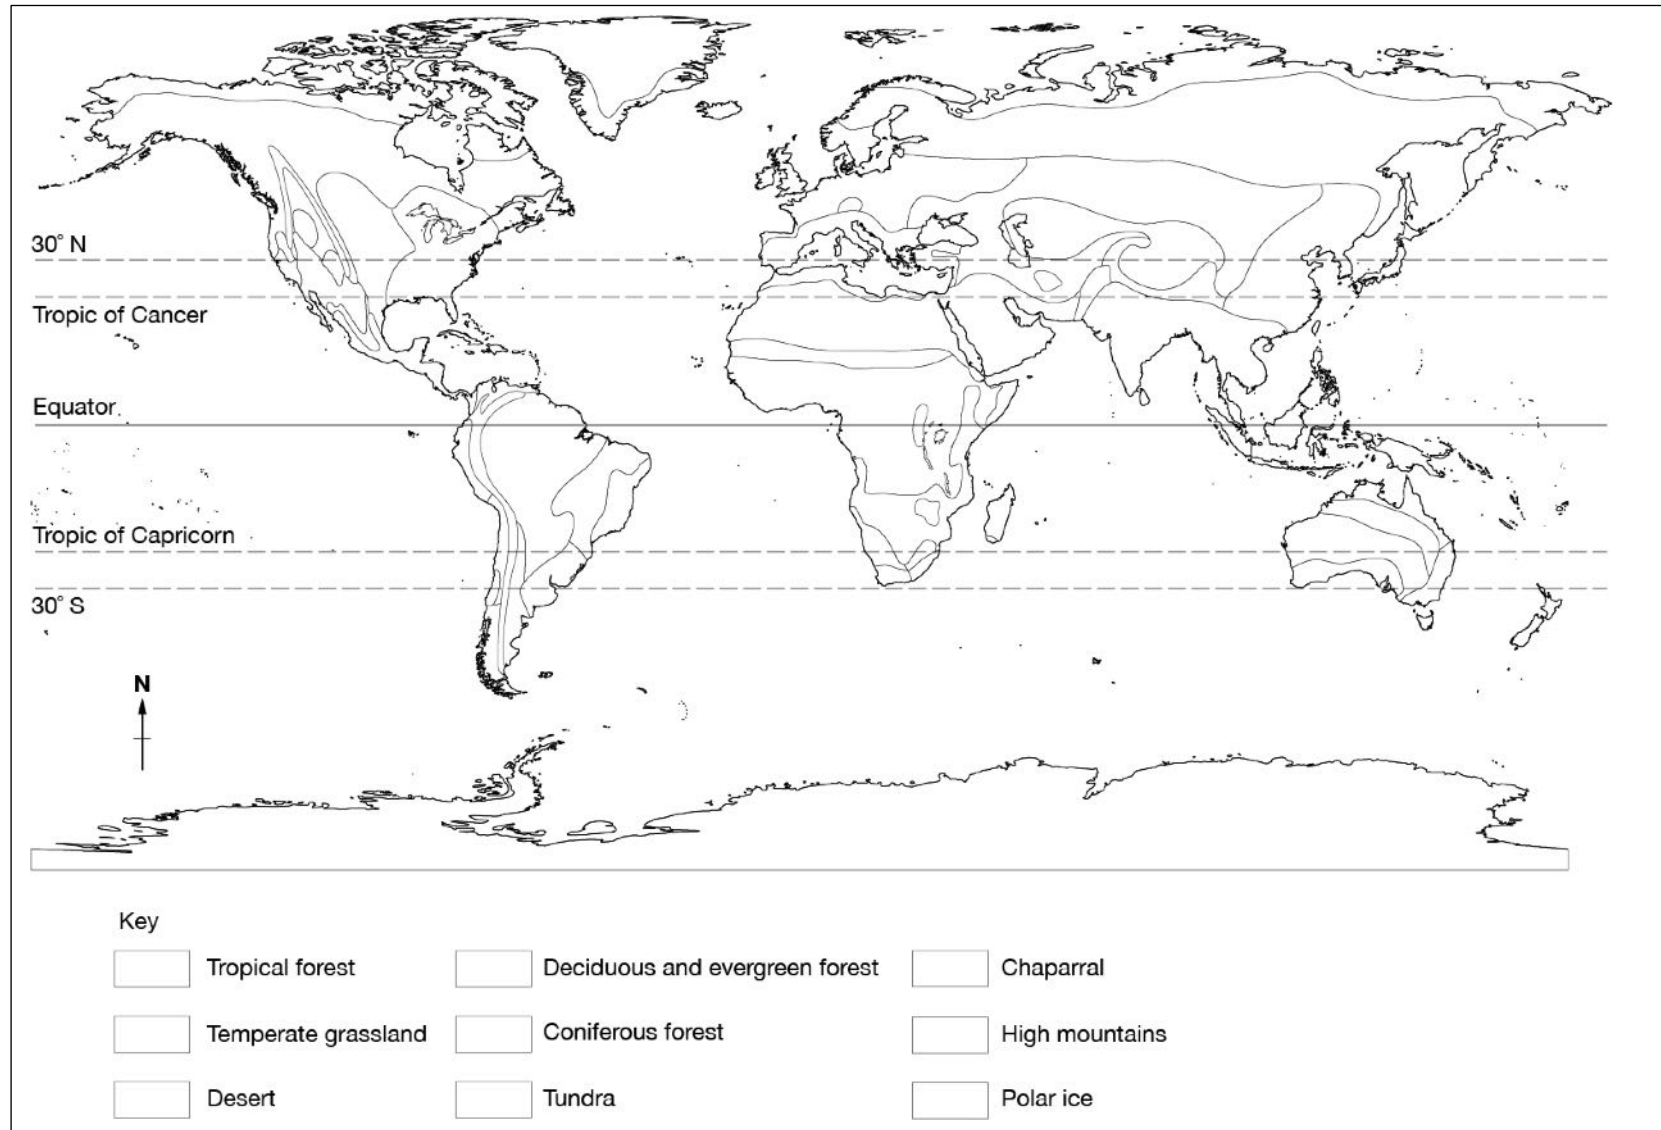 30° N
Tropic of Cancer
Equator
Tropic of Capricorn
30° S
N
Key
Tropical forest
Deciduous and evergreen forest
Chaparral
Temperate grassland
Coniferous forest
High mountains
Desert
Tundra
Polar ice